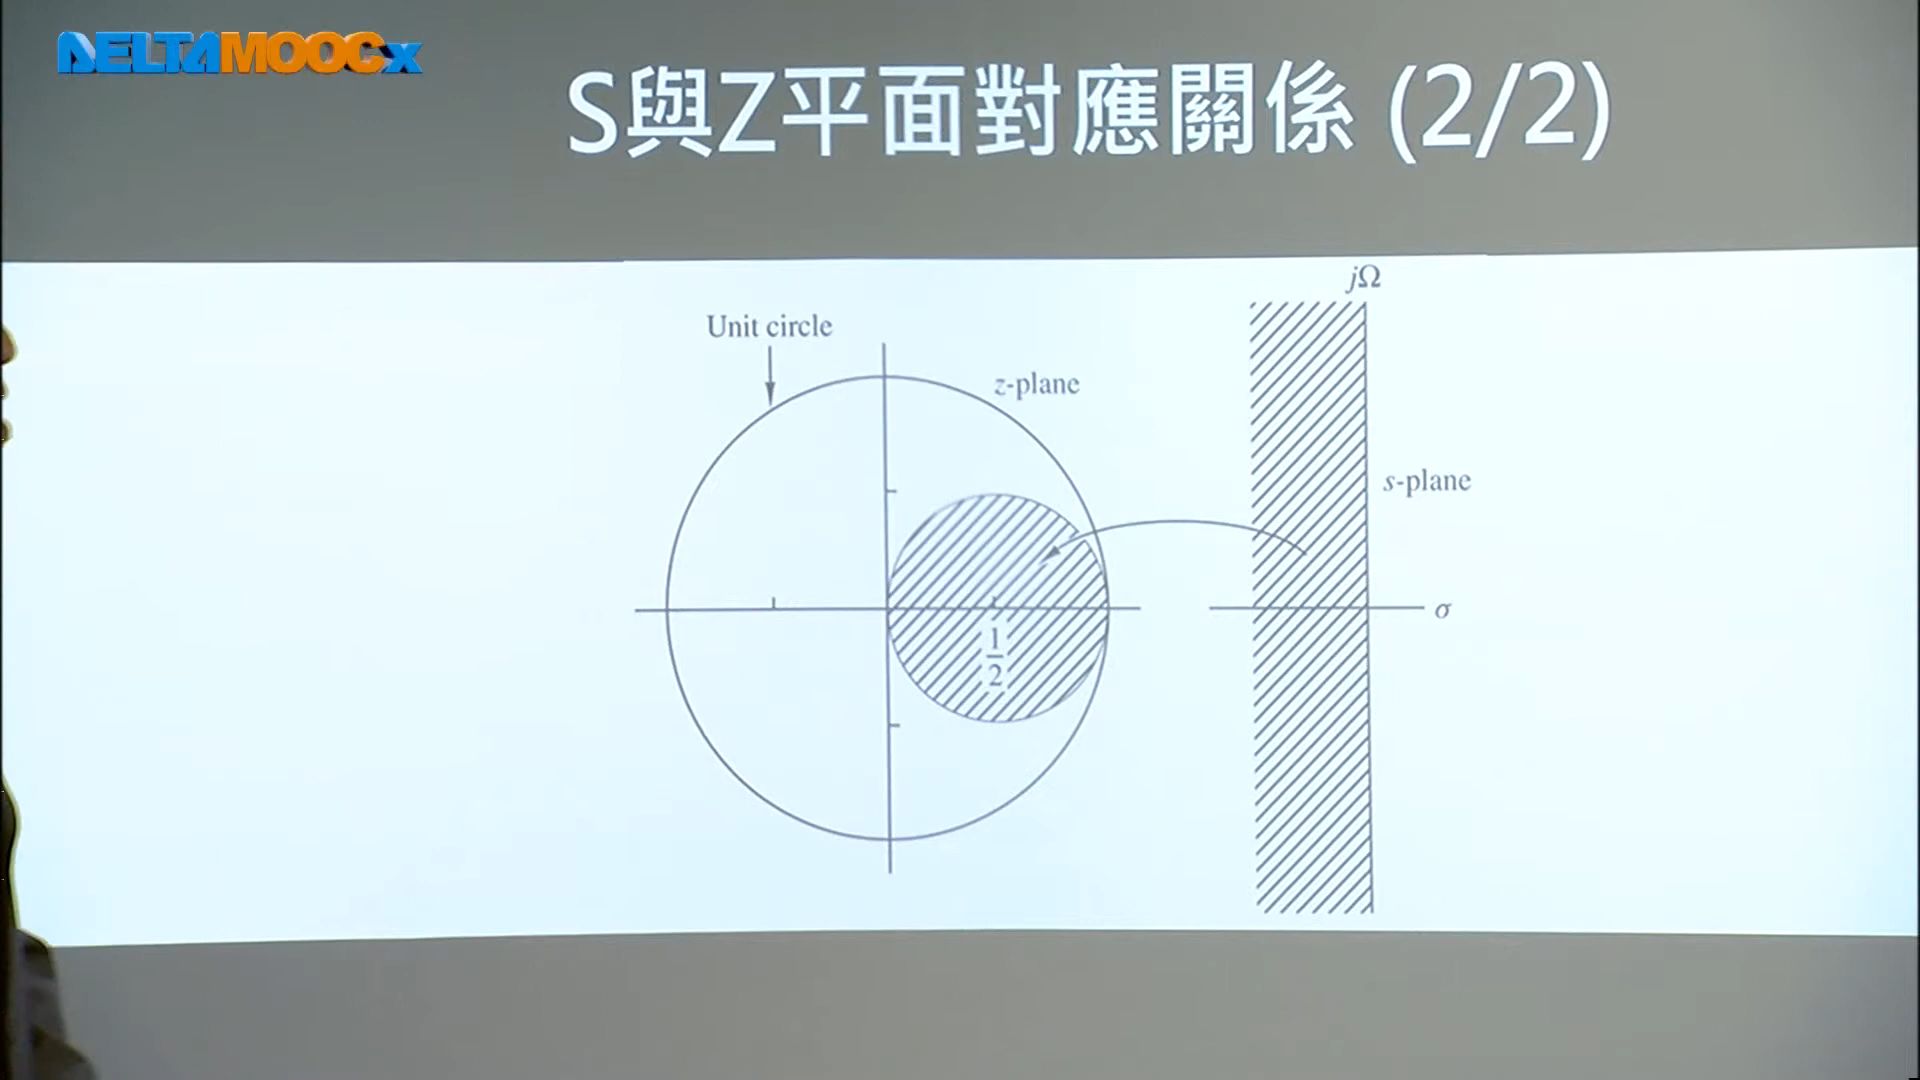 DELTAMOOCx
S與Z平面對應關係 (2/2)
jΩ
Unit circle
z-plane
s-plane
σ
1
2